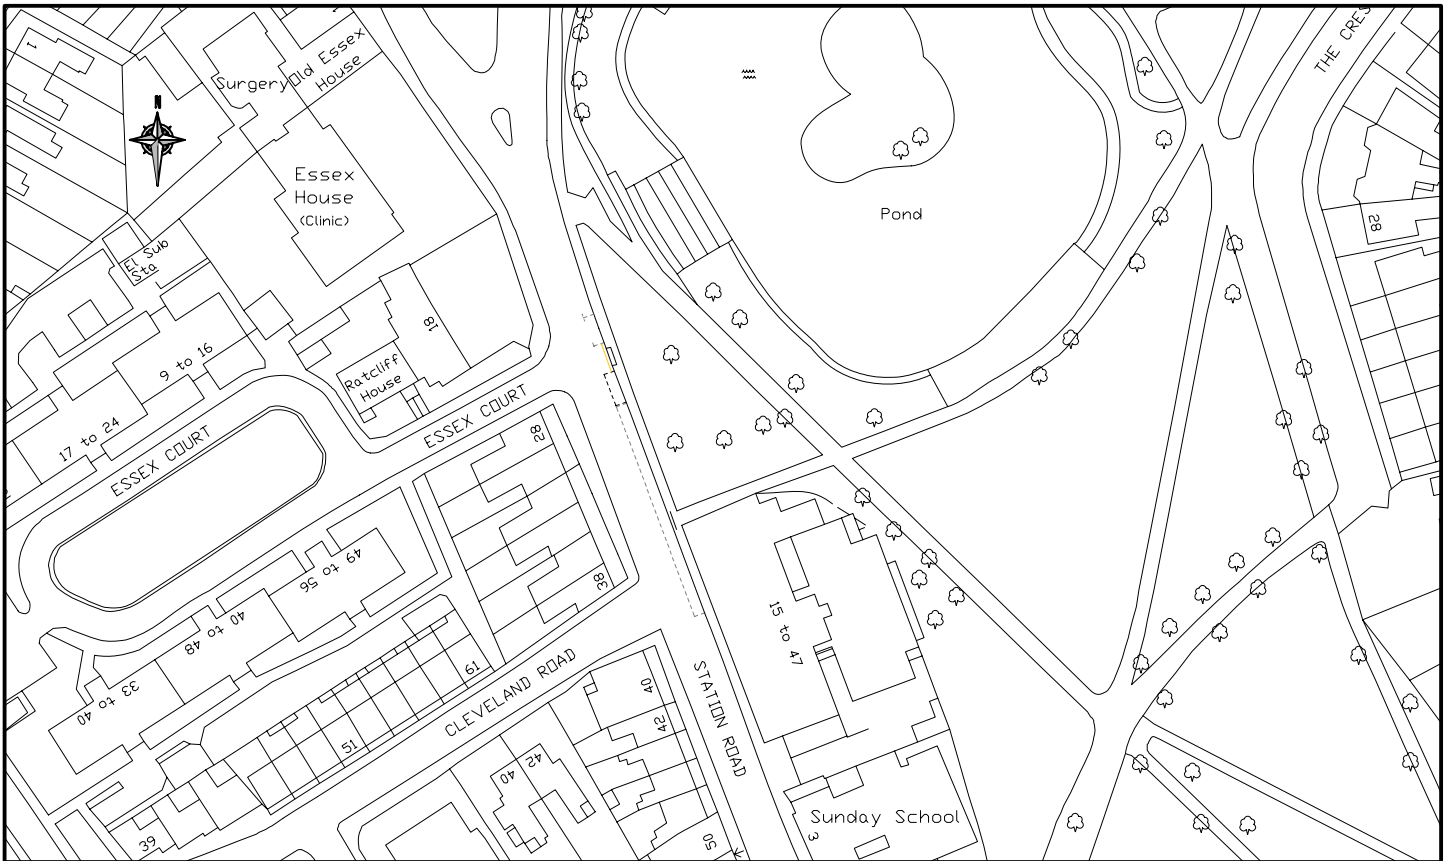 1
N
Surgery
Old Essex
House
THE CRES
Essex
House
(Clinic)
Pond
28
El Sub
Sta
18
9 to 16
Ratcliff
House
17 to 24
ESSEX COURT
ESSEX COURT
28
38
49 to 56
40 to 48
33 to 40
61
51
39
CLEVELAND ROAD
15 to 47
STATION ROAD
40
42
42
40
50
3
Sunday School